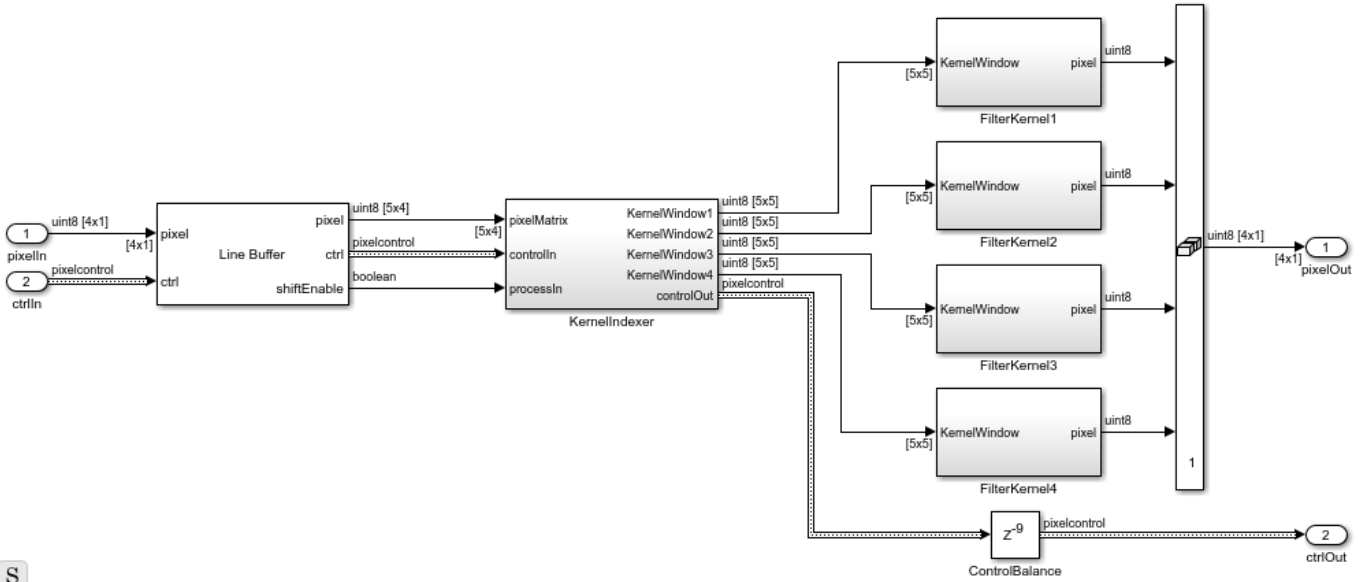 1
pixelIn
uint8 [4x1]
[4x1]
2
ctrlIn
pixelcontrol
pixel
ctrl
Line Buffer
pixel
ctrl
shiftEnable
uint8 [5x4]
[5x4]
pixelcontrol
boolean
pixelMatrix
controlIn
processIn
KernelWindow1
KernelWindow2
KernelWindow3
KernelWindow4
controlOut
KernelIndexer
uint8 [5x5]
uint8 [5x5]
uint8 [5x5]
uint8 [5x5]
pixelcontrol
[5x5]
KernelWindow
pixel
uint8
FilterKernel1
[5x5]
KernelWindow
pixel
uint8
FilterKernel2
[5x5]
KernelWindow
pixel
uint8
FilterKernel3
[5x5]
KernelWindow
pixel
uint8
FilterKernel4
1
uint8 [4x1]
[4x1]
1
pixelOut
Z-9
ControlBalance
pixelcontrol
2
ctrlOut
S